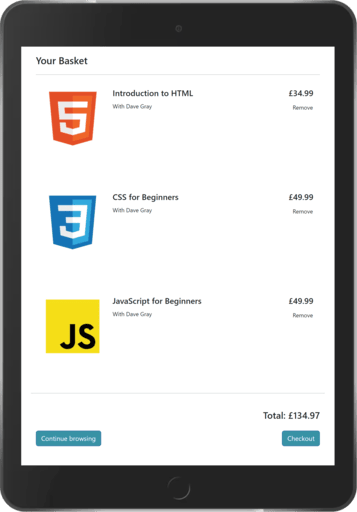 Your Basket
Introduction to HTML £34.99
With Dave Gray Remove
5
CSS for Beginners £49.99
With Dave Gray Remove
3
JavaScript for Beginners £49.99
With Dave Gray Remove
JS
Total: £134.97
Continue browsing Checkout